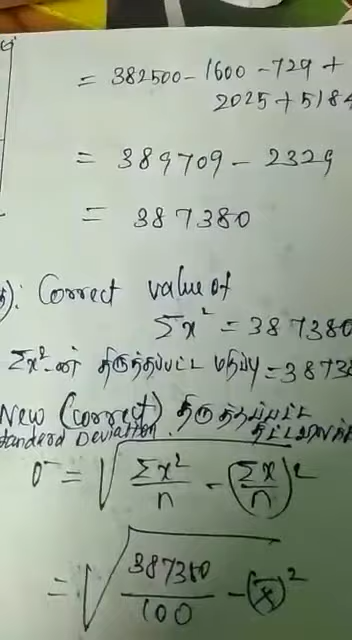 = 382500 - 1600 - 729 +
2025 + 5184
= 389709 - 2329
= 387380
Correct value of
Σx² = 387380
Σx²-ன் திருத்தப்பட்ட மதிப்பு = 3873
New (correct) திருத்தப்பட்ட
Standard Deviation.
σ = √ Σx²/n - (Σx/n)²
= √ 387380/100 - (x̄)²